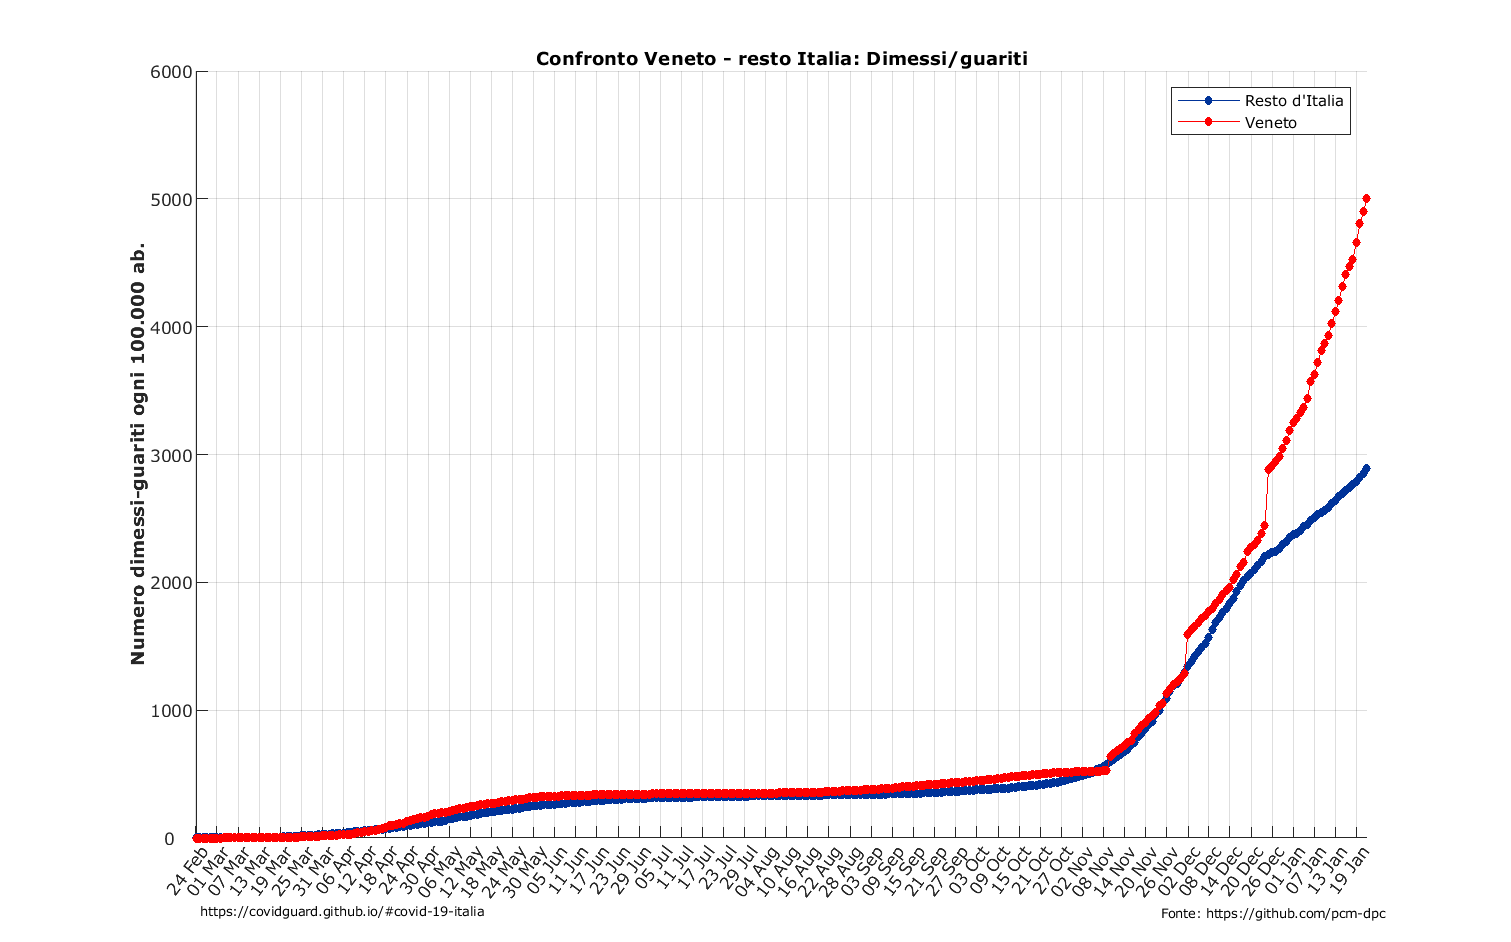 Confronto Veneto - resto Italia: Dimessi/guariti
Resto d'Italia
Veneto
Numero dimessi-guariti ogni 100.000 ab.
6000
5000
4000
3000
2000
1000
0
24 Feb
01 Mar
07 Mar
13 Mar
19 Mar
25 Mar
31 Mar
06 Apr
12 Apr
18 Apr
24 Apr
30 Apr
06 May
12 May
18 May
24 May
30 May
05 Jun
11 Jun
17 Jun
23 Jun
29 Jun
05 Jul
11 Jul
17 Jul
23 Jul
29 Jul
04 Aug
10 Aug
16 Aug
22 Aug
28 Aug
03 Sep
09 Sep
15 Sep
21 Sep
27 Sep
03 Oct
09 Oct
15 Oct
21 Oct
27 Oct
02 Nov
08 Nov
14 Nov
20 Nov
26 Nov
02 Dec
08 Dec
14 Dec
20 Dec
26 Dec
01 Jan
07 Jan
13 Jan
19 Jan
https://covidguard.github.io/#covid-19-italia
Fonte: https://github.com/pcm-dpc